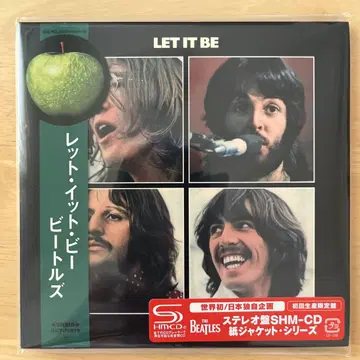 LET IT BE
レット・イット・ビー
ビートルズ
SHM-CD
世界初/日本独自企画
初回生産限定盤
THE BEATLES
ステレオ盤SHM-CD
紙ジャケット・シリーズ